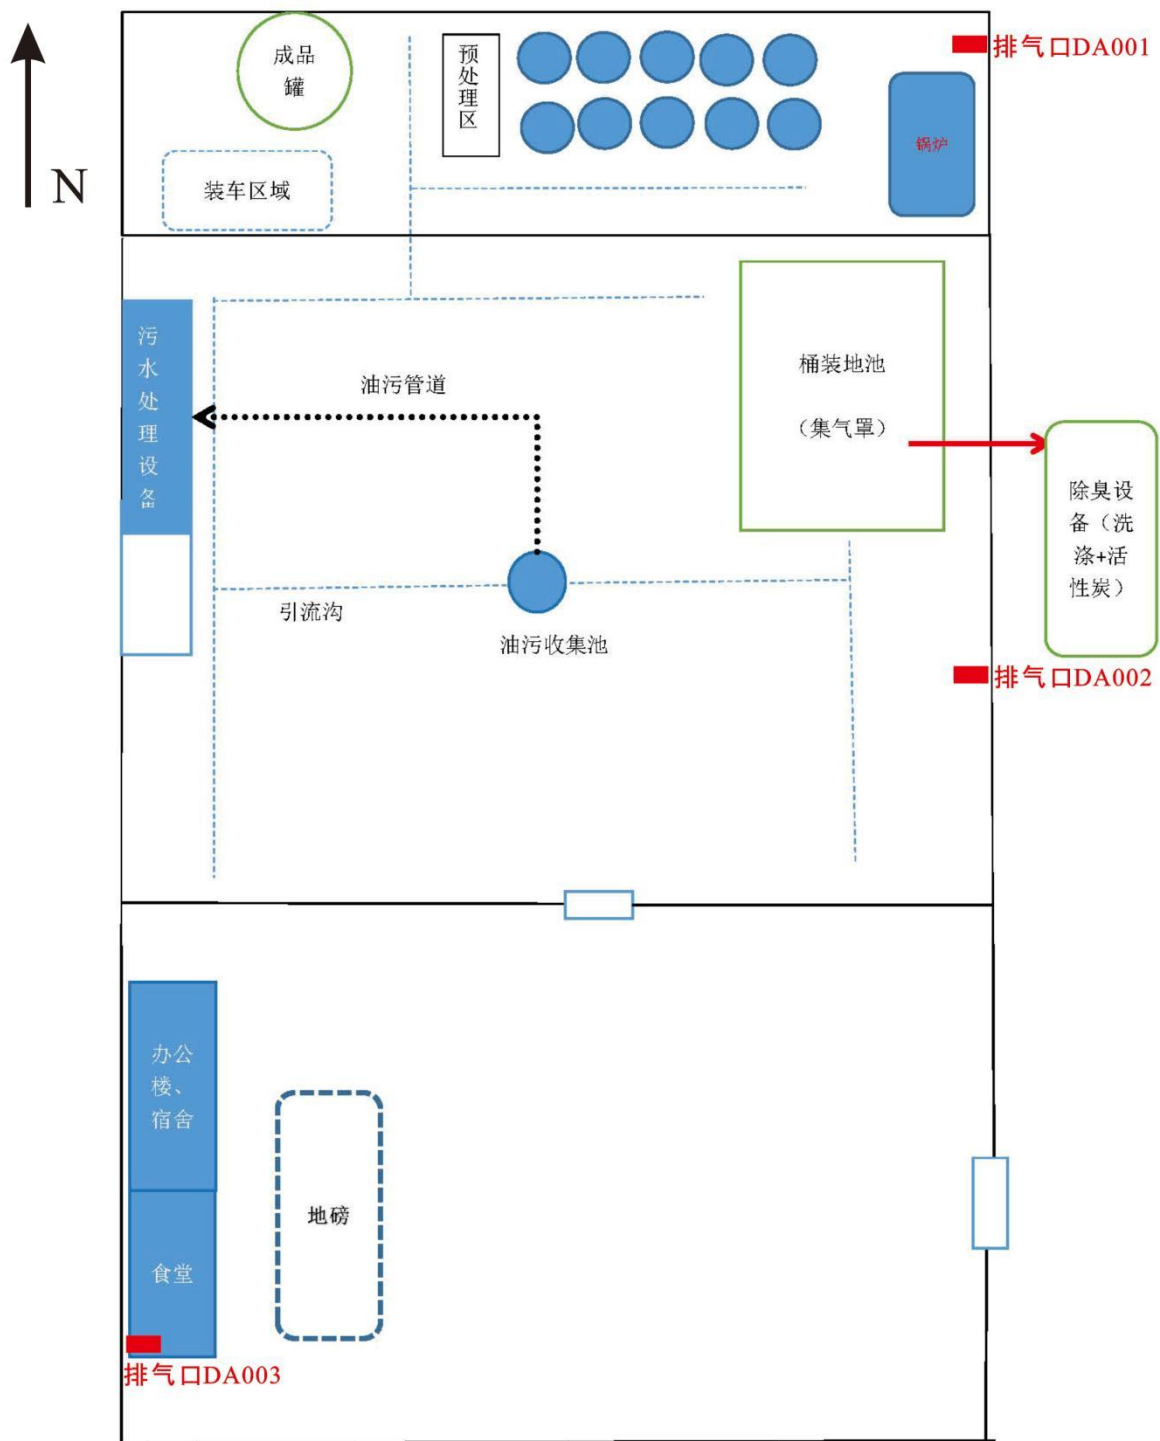 成品
罐
预
处
理
区
排气口DA001
锅炉
N
装车区域
污
水
处
理
设
备
油污管道
桶装地池
（集气罩）
除臭设
备（洗
涤+活
性炭）
引流沟
油污收集池
排气口DA002
办公
楼、
宿舍
地磅
食堂
排气口DA003